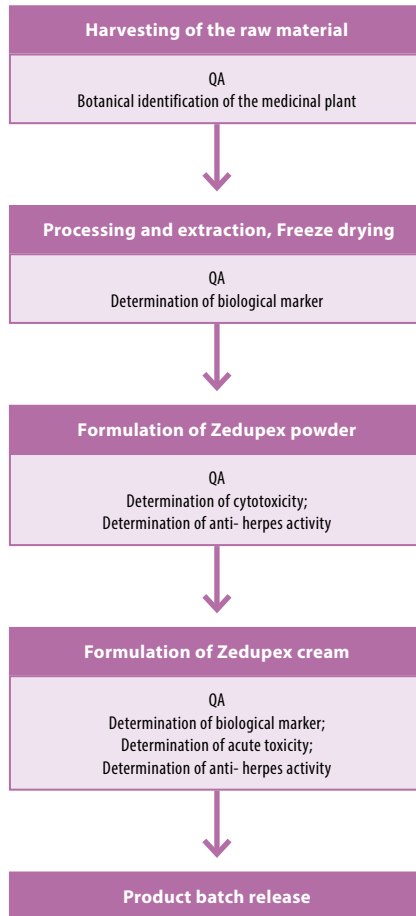 Harvesting of the raw material
QA
Botanical identification of the medicinal plant
Processing and extraction, Freeze drying
QA
Determination of biological marker
Formulation of Zedupex powder
QA
Determination of cytotoxicity;
Determination of anti- herpes activity
Formulation of Zedupex cream
QA
Determination of biological marker;
Determination of acute toxicity;
Determination of anti- herpes activity
Product batch release